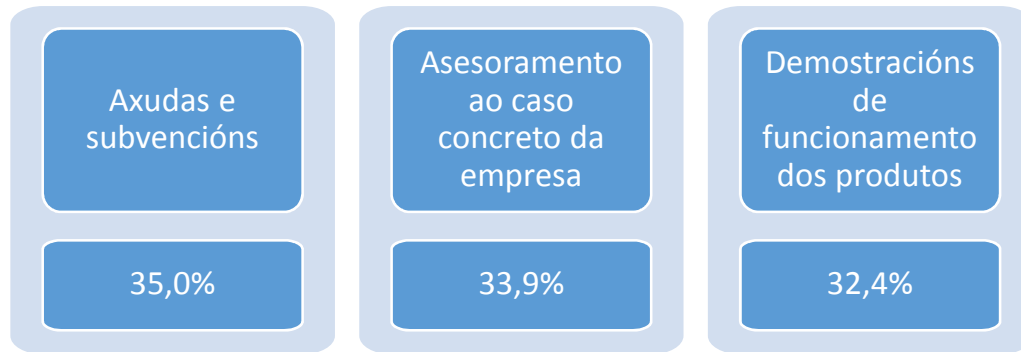 Axudas e
subvencións
35,0%
Asesoramento
ao caso
concreto da
empresa
33,9%
Demostracións
de
funcionamento
dos produtos
32,4%